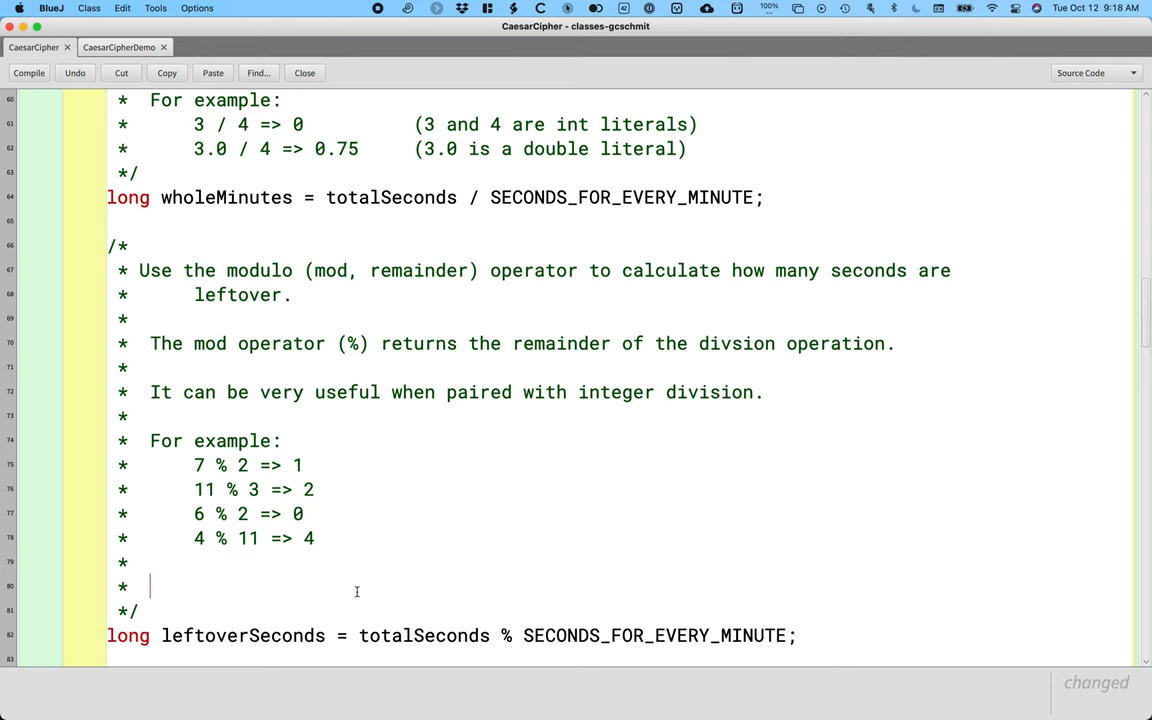 BlueJ Class Edit Tools Options 100% Tue Oct 12 9:18 AM
CaesarCipher - classes-gcschmit
CaesarCipher CaesarCipherDemo
Compile Undo Cut Copy Paste Find... Close Source Code
60 * For example:
61 * 3 / 4 => 0 (3 and 4 are int literals)
62 * 3.0 / 4 => 0.75 (3.0 is a double literal)
63 */
64 long wholeMinutes = totalSeconds / SECONDS_FOR_EVERY_MINUTE;
65
66 /*
67 * Use the modulo (mod, remainder) operator to calculate how many seconds are
68 * leftover.
69 *
70 * The mod operator (%) returns the remainder of the divsion operation.
71 *
72 * It can be very useful when paired with integer division.
73 *
74 * For example:
75 * 7 % 2 => 1
76 * 11 % 3 => 2
77 * 6 % 2 => 0
78 * 4 % 11 => 4
79 *
80 *
81 */
82 long leftoverSeconds = totalSeconds % SECONDS_FOR_EVERY_MINUTE;
83
changed